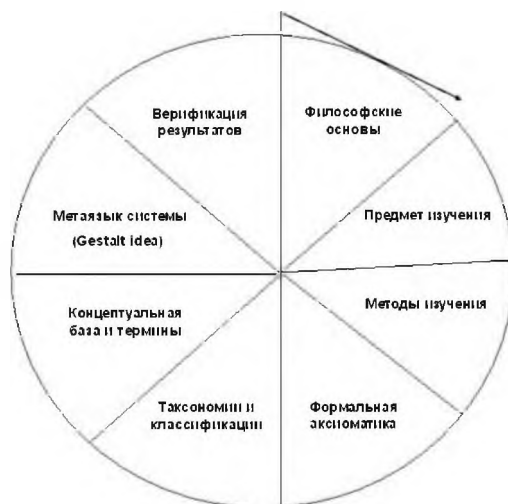 Верификация
результатов
Философские
основы
Предмет изучения
Методы изучения
Формальная
аксиоматика
Таксономии и
классификации
Концептуальная
база и термины
Метаязык системы
(Gestalt idea)